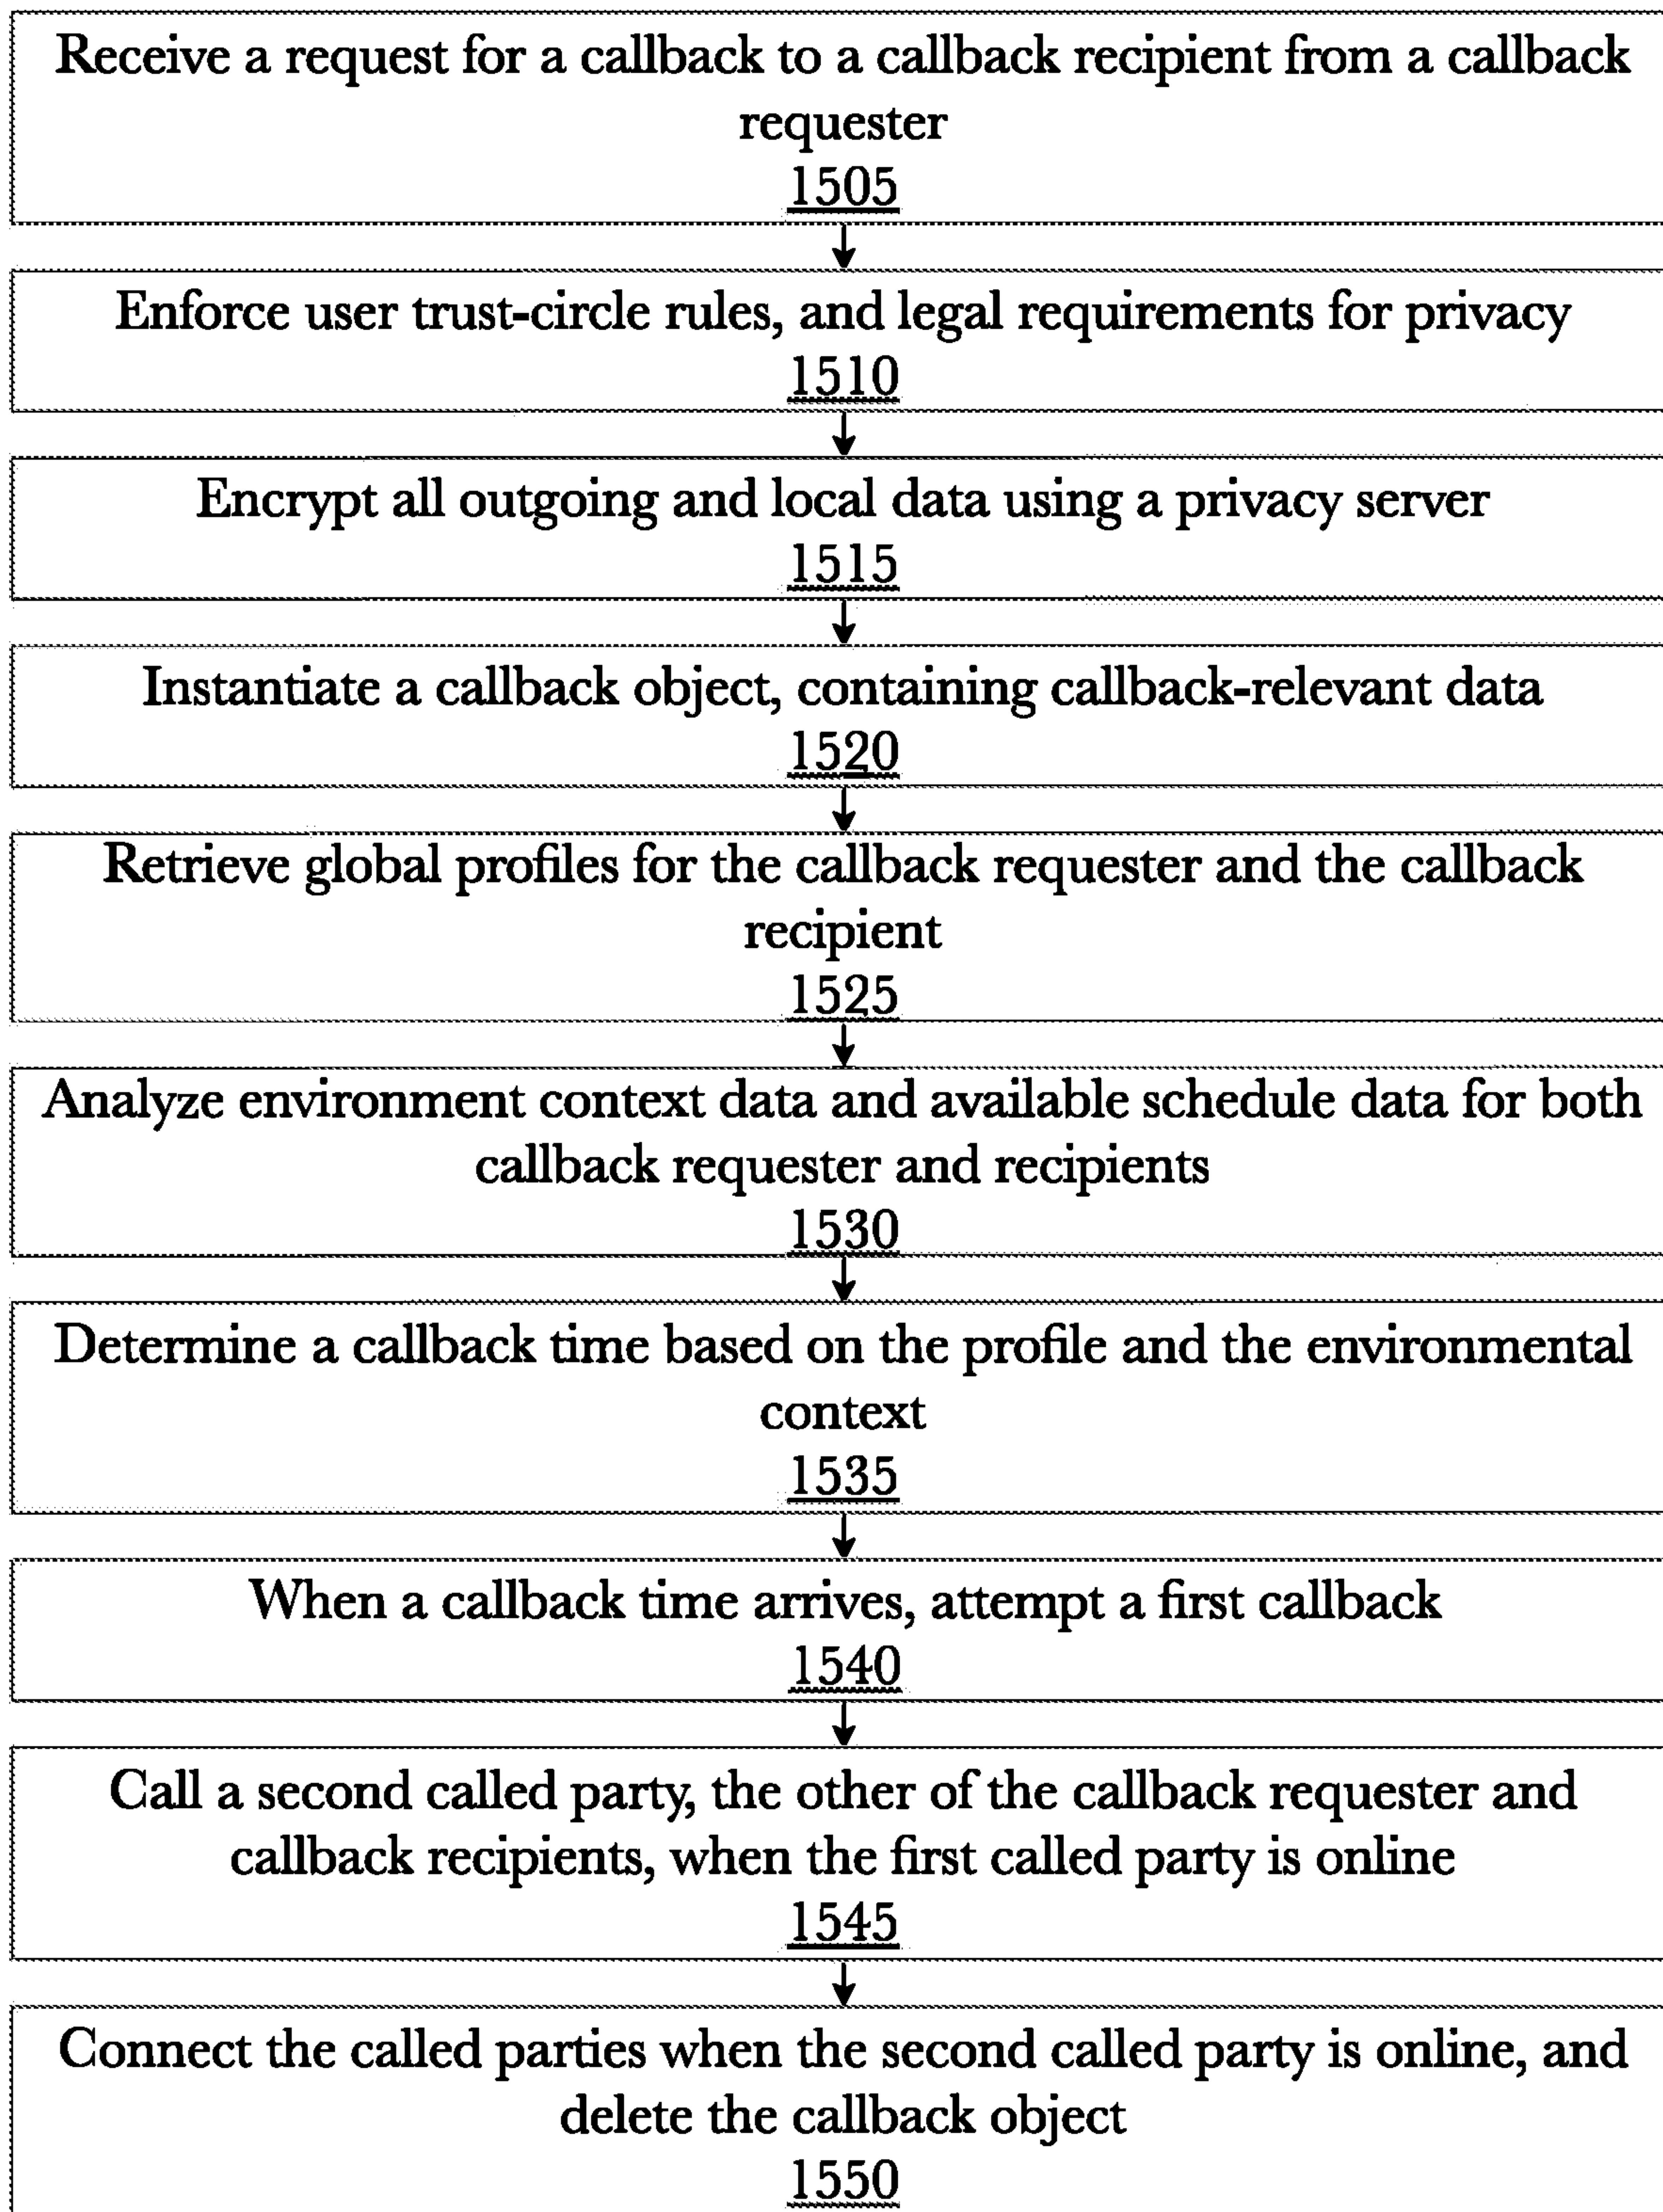 Receive a request for a callback to a callback recipient from a callback
requester
1505
Enforce user trust-circle rules, and legal requirements for privacy
1510
Encrypt all outgoing and local data using a privacy server
1515
Instantiate a callback object, containing callback-relevant data
1520
Retrieve global profiles for the callback requester and the callback
recipient
1525
Analyze environment context data and available schedule data for both
callback requester and recipients
1530
Determine a callback time based on the profile and the environmental
context
1535
When a callback time arrives, attempt a first callback
1540
Call a second called party, the other of the callback requester and
callback recipients, when the first called party is online
1545
Connect the called parties when the second called party is online, and
delete the callback object
1550